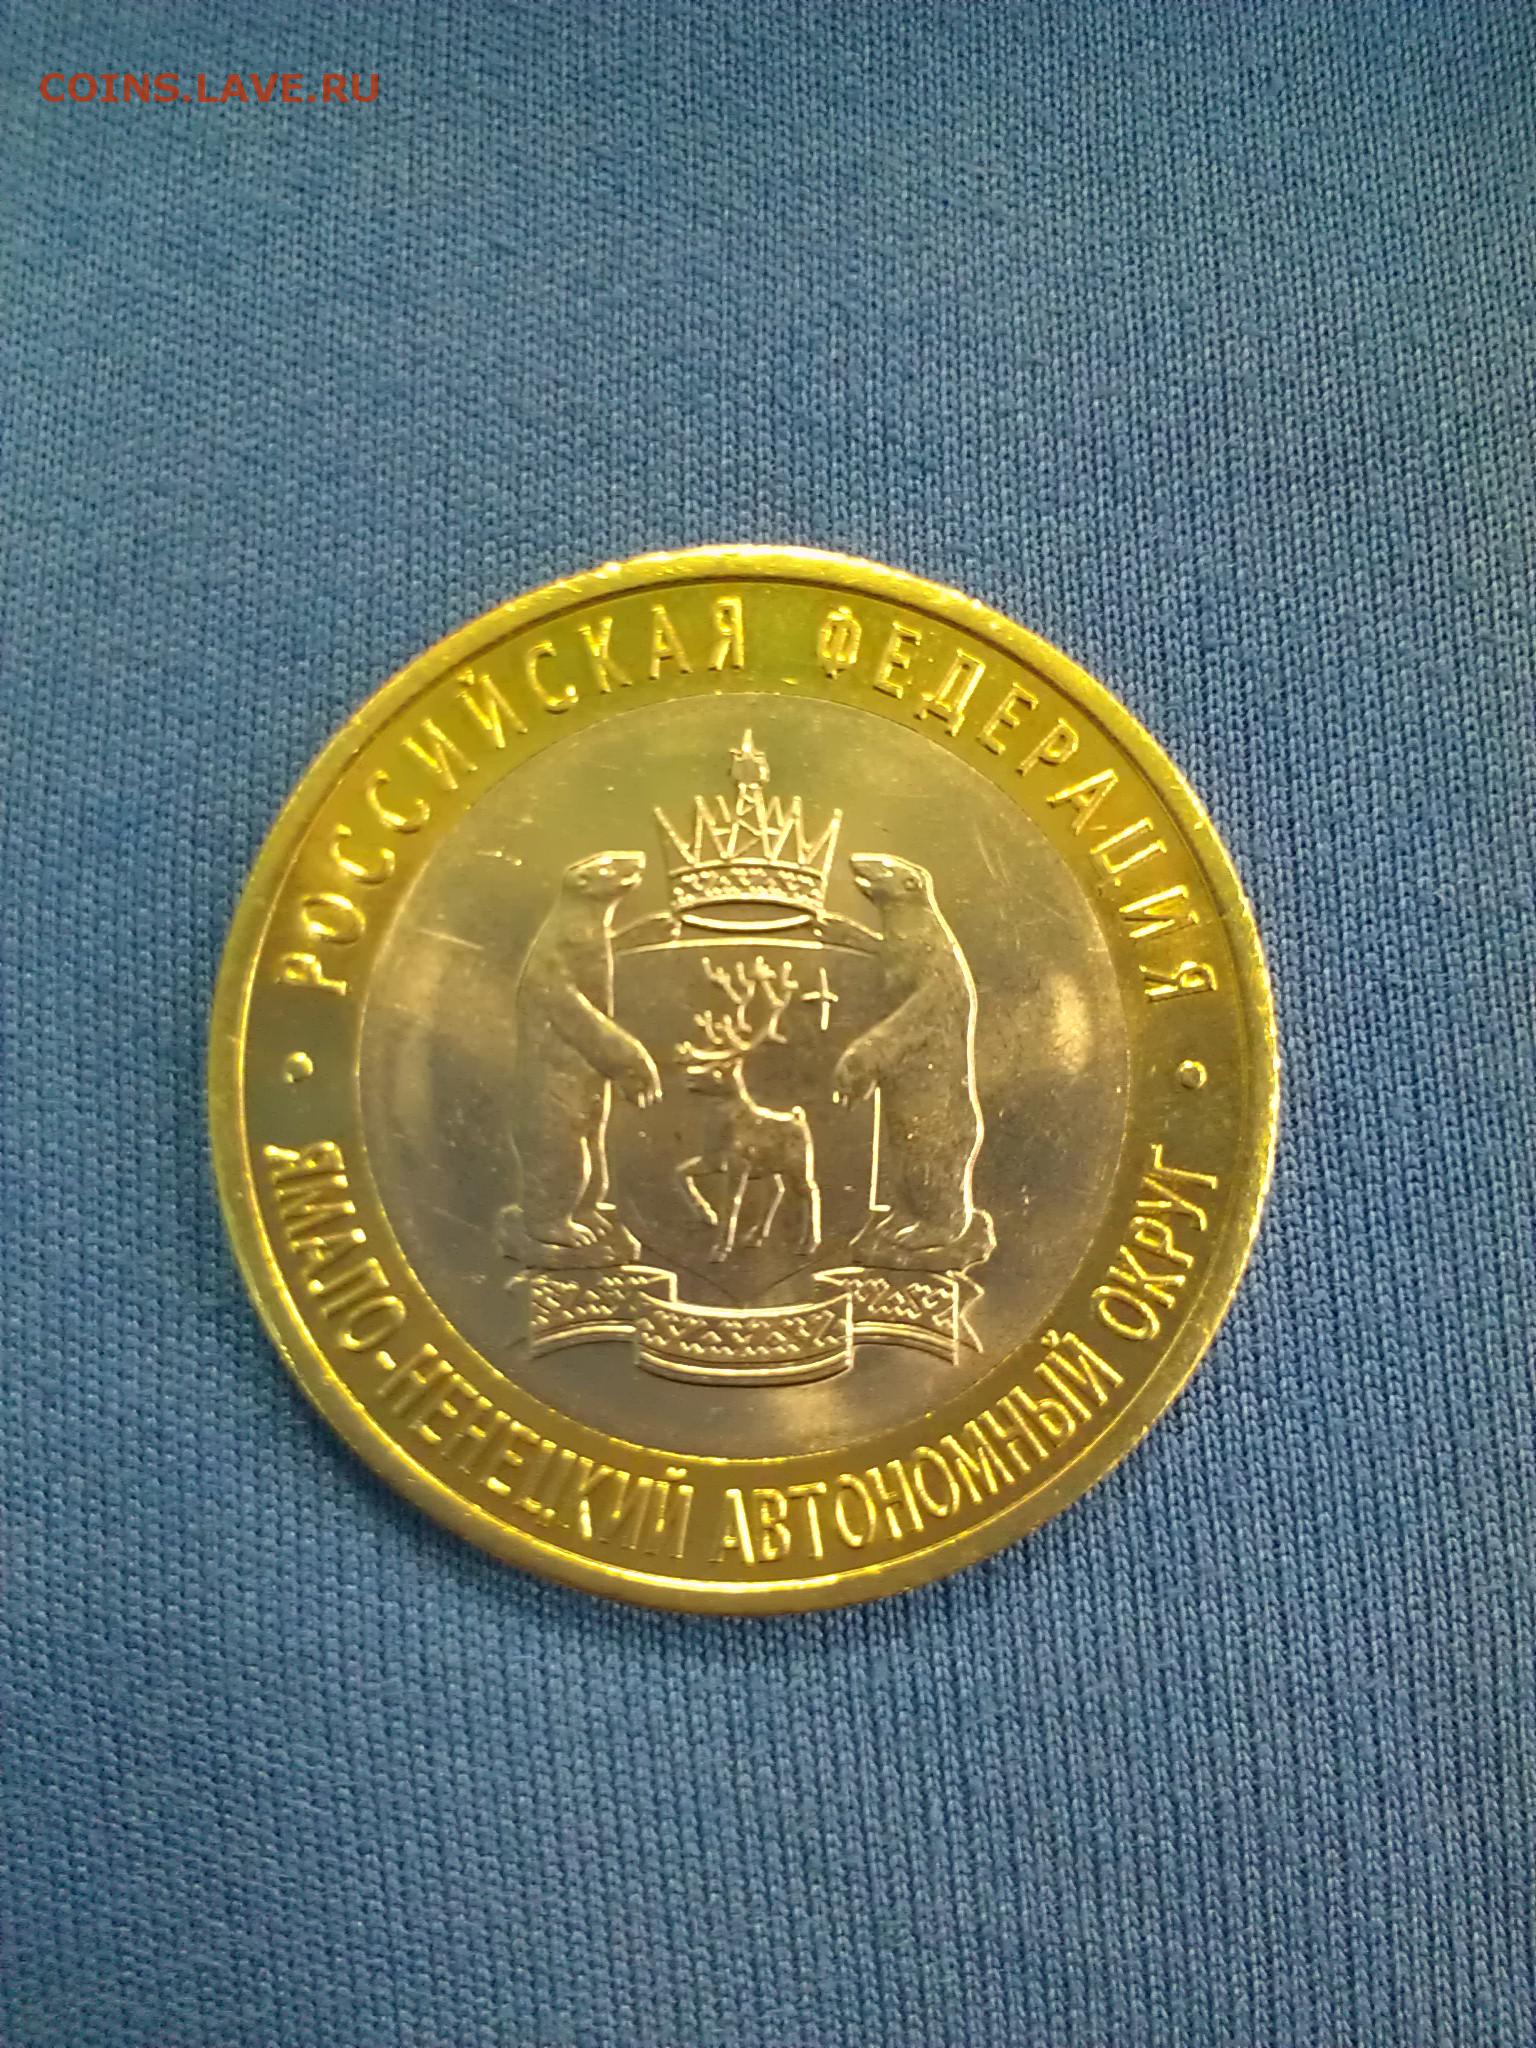 COINS.LAVE.RU
РОССИЙСКАЯ ФЕДЕРАЦИЯ
ЯМАЛО-НЕНЕЦКИЙ АВТОНОМНЫЙ ОКРУГ